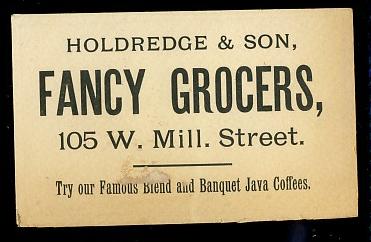 HOLDREDGE & SON,
FANCY GROCERS,
105 W. Mill. Street.
Try our Famous Blend and Banquet Java Coffees.